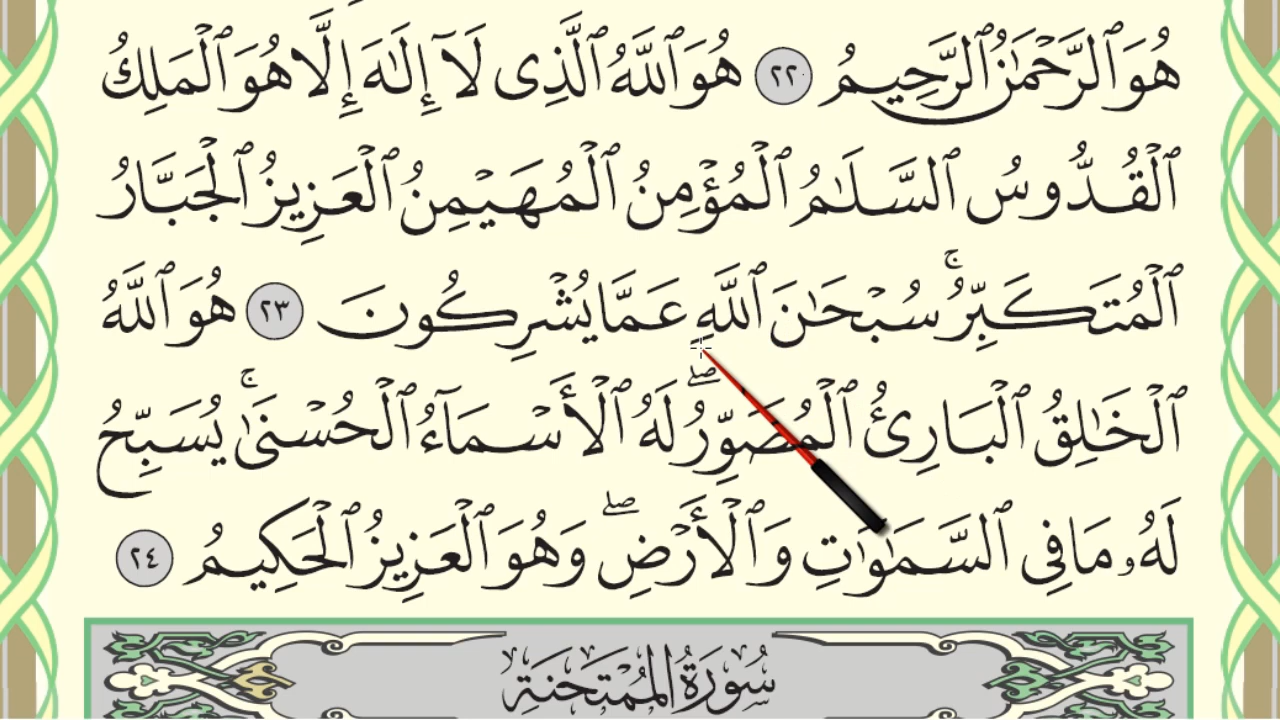 هُوَ ٱلرَّحْمَٰنُ ٱلرَّحِيمُ ٢٢ هُوَ ٱللَّهُ ٱلَّذِى لَآ إِلَٰهَ إِلَّا هُوَ ٱلْمَلِكُ
ٱلْقُدُّوسُ ٱلسَّلَٰمُ ٱلْمُؤْمِنُ ٱلْمُهَيْمِنُ ٱلْعَزِيزُ ٱلْجَبَّارُ
ٱلْمُتَكَبِّرُ ۚ سُبْحَٰنَ ٱللَّهِ عَمَّا يُشْرِكُونَ ٢٣ هُوَ ٱللَّهُ
ٱلْخَٰلِقُ ٱلْبَارِئُ ٱلْمُصَوِّرُ ۖ لَهُ ٱلْأَسْمَآءُ ٱلْحُسْنَىٰ ۚ يُسَبِّحُ
لَهُۥ مَا فِى ٱلسَّمَٰوَٰتِ وَٱلْأَرْضِ ۖ وَهُوَ ٱلْعَزِيزُ ٱلْحَكِيمُ ٢٤
سُورَةُ المُمْتَحَنَةِ